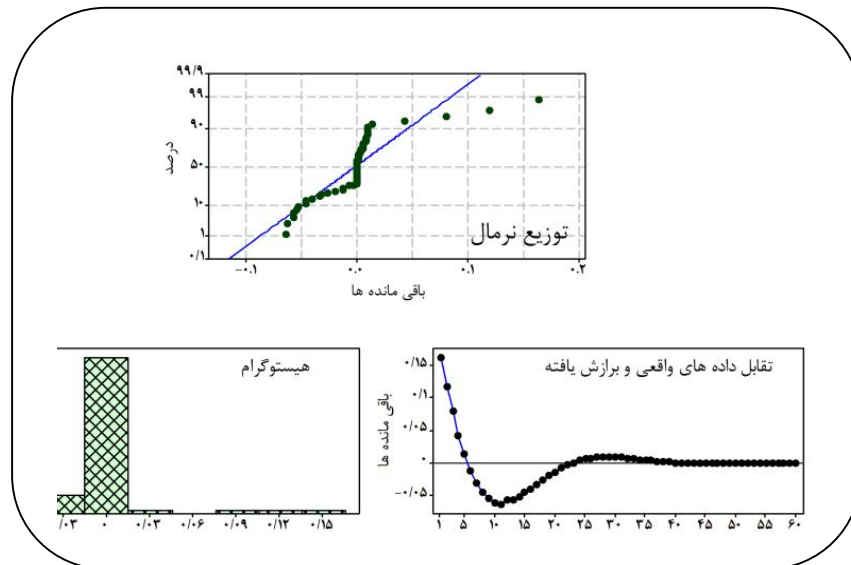 ۹۹/۹
۹۹
۹۰
۵۰
۱۰
۱
۰/۱
درصد
توزیع نرمال
-۰.۱ ۰.۰ ۰.۱ ۰.۲
باقی مانده ها
هیستوگرام
/۰۳ ۰ ۰/۰۳ ۰/۰۶ ۰/۰۹ ۰/۱۲ ۰/۱۵
تقابل داده های واقعی و برازش یافته
۰/۱۵
۰/۱
۰/۰۵
۰
-۰/۰۵
باقی مانده ها
۱ ۵ ۱۰ ۱۵ ۲۰ ۲۵ ۳۰ ۳۵ ۴۰ ۴۵ ۵۰ ۵۵ ۶۰